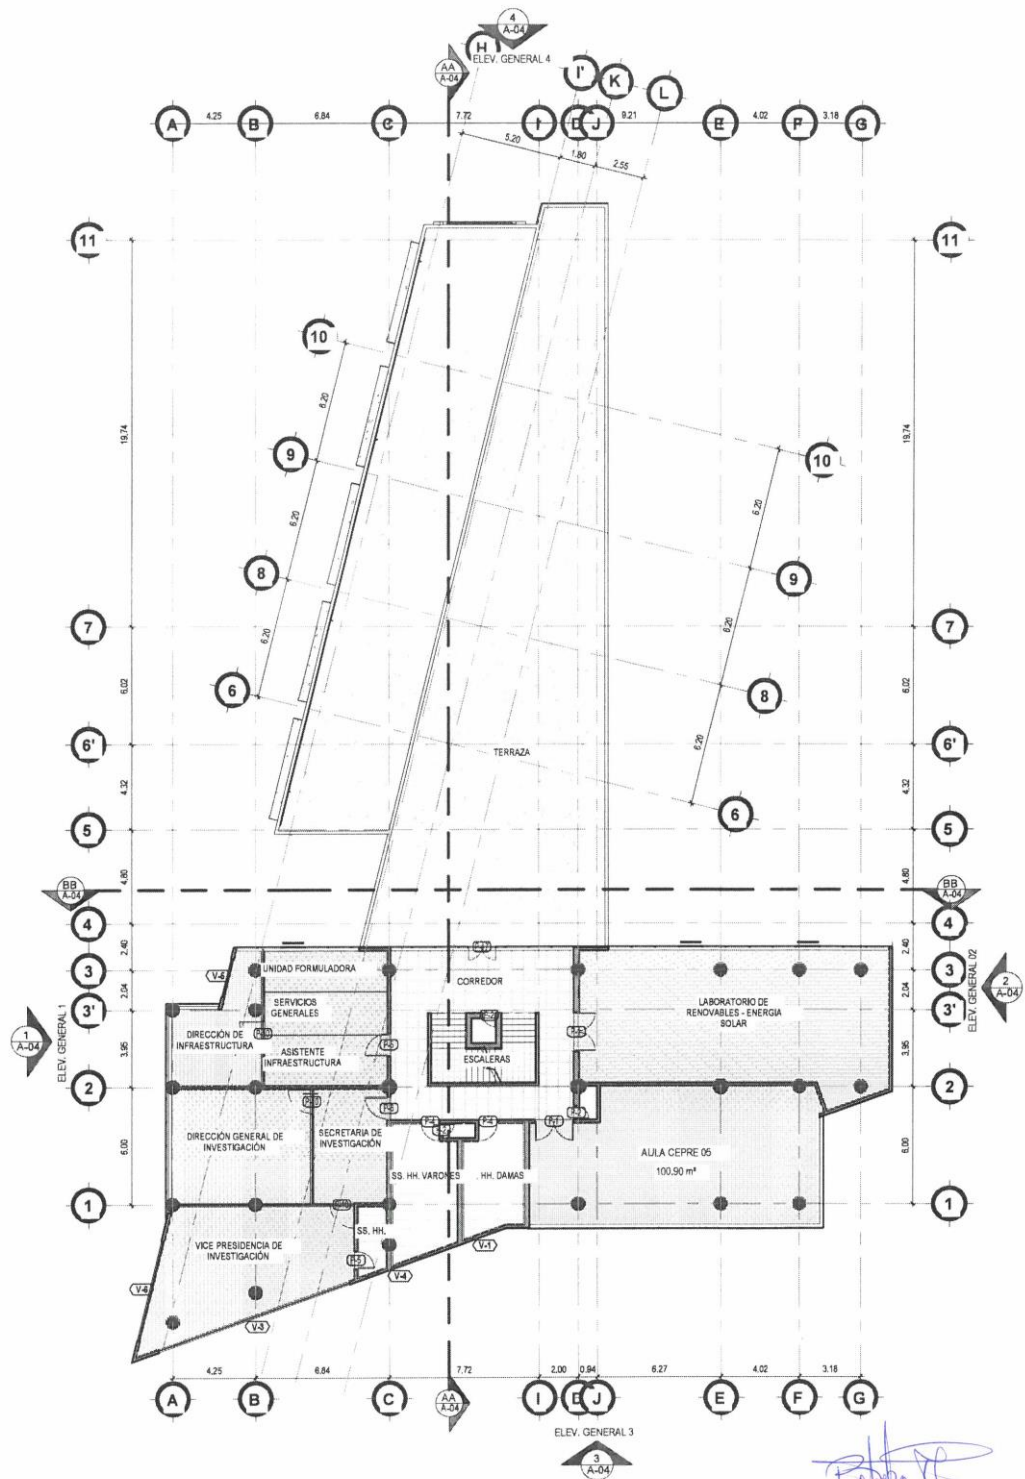 4
A-04
H
ELEV. GENERAL 4
AA
A-04
I'
K
L
A
4.25
B
6.84
C
7.72
I
D
J
9.21
E
4.02
F
3.18
G
5.20
1.80
2.55
11
11
10
6.20
19.74
19.74
9
10
6.20
6.20
8
9
7
6.20
6.20
7
6
8
6.02
6.02
6'
TERRAZA
6.20
6'
4.32
6
4.32
5
5
4.80
4.80
BB
A-04
BB
A-04
4
4
2.40
2.40
3
UNIDAD FORMULADORA
CORREDOR
3
V-6
2.04
SERVICIOS
GENERALES
LABORATORIO DE
RENOVABLES - ENERGIA
SOLAR
2.04
2
A-04
ELEV. GENERAL 02
3'
3'
1
A-04
ELEV. GENERAL 1
DIRECCIÓN DE
INFRAESTRUCTURA
3.95
ASISTENTE
INFRAESTRUCTURA
ESCALERAS
3.95
2
2
DIRECCIÓN GENERAL DE
INVESTIGACIÓN
SECRETARIA DE
INVESTIGACIÓN
6.00
AULA CEPRE 05
100.90 m²
6.00
SS. HH. VARONES
. HH. DAMAS
1
1
SS. HH.
VICE PRESIDENCIA DE
INVESTIGACIÓN
V-1
P-5
V-4
V-6
V-3
4.25
6.84
7.72
2.00
0.94
6.27
4.02
3.18
A
B
C
AA
A-04
I
D
J
E
F
G
ELEV. GENERAL 3
3
A-04